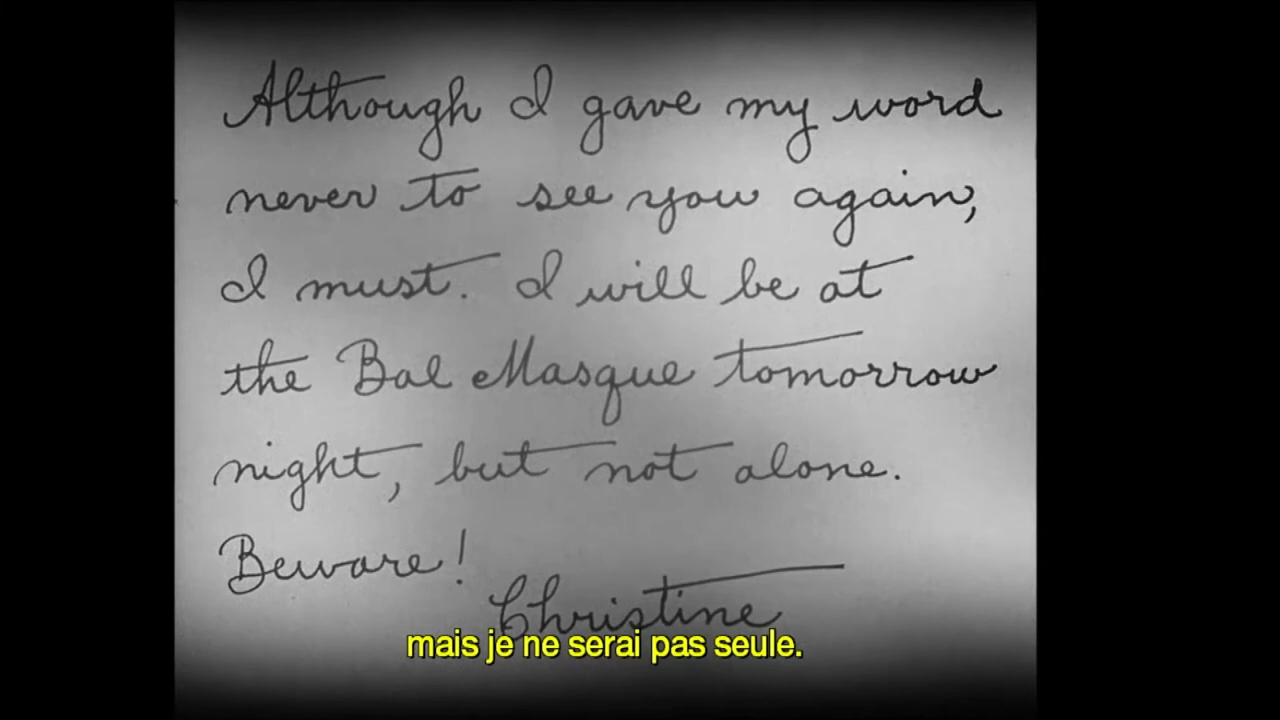 Although I gave my word
never to see you again,
I must. I will be at
the Bal Masque tomorrow
night, but not alone.
Beware!
Christine
mais je ne serai pas seule.